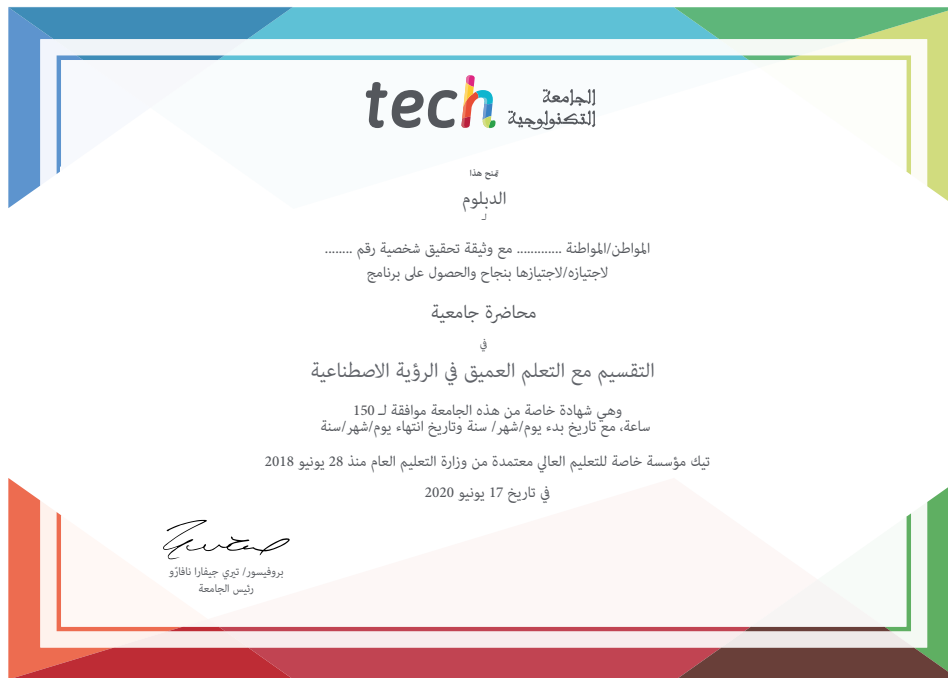 tech الجامعة
التكنولوجية
يمنح هذا
الدبلوم
لـ
المواطن/المواطنة ............. مع وثيقة تحقيق شخصية رقم ........
لاجتيازه/لاجتيازها بنجاح والحصول على برنامج
محاضرة جامعية
في
التقسيم مع التعلم العميق في الرؤية الاصطناعية
وهي شهادة خاصة من هذه الجامعة موافقة لـ 150
ساعة، مع تاريخ بدء يوم/شهر/ سنة وتاريخ انتهاء يوم/شهر/سنة
تيك مؤسسة خاصة للتعليم العالي معتمدة من وزارة التعليم العام منذ 28 يونيو 2018
في تاريخ 17 يونيو 2020
بروفيسور/ تيري جيفارا نافارّو
رئيس الجامعة